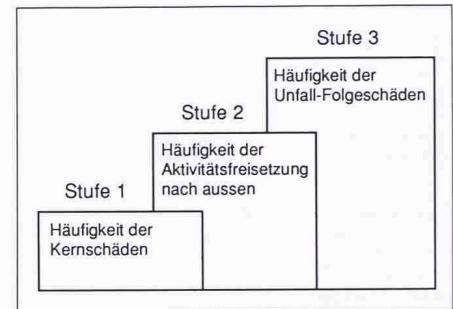 Stufe 3
Häufigkeit der
Unfall-Folgeschäden
Stufe 2
Häufigkeit der
Aktivitätsfreisetzung
nach aussen
Stufe 1
Häufigkeit der
Kernschäden